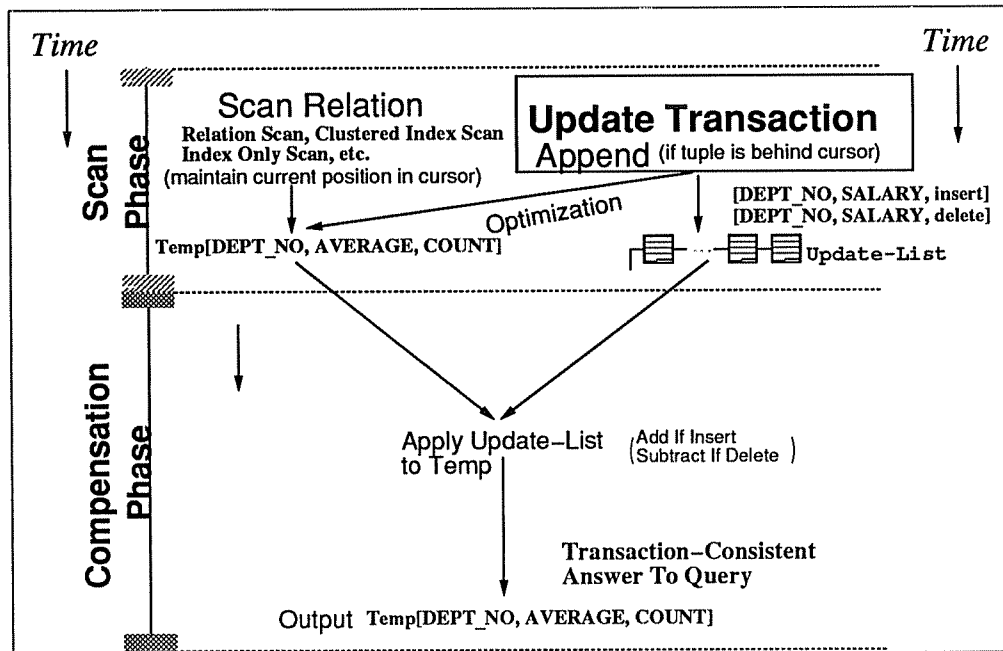 Time
Time
Scan Phase
Scan Relation
Relation Scan, Clustered Index Scan
Index Only Scan, etc.
(maintain current position in cursor)
Update Transaction
Append (if tuple is behind cursor)
Optimization
[DEPT_NO, SALARY, insert]
[DEPT_NO, SALARY, delete]
Temp[DEPT_NO, AVERAGE, COUNT]
...
Update-List
Compensation Phase
Apply Update-List
to Temp
(Add If Insert
Subtract If Delete)
Transaction-Consistent
Answer To Query
Output Temp[DEPT_NO, AVERAGE, COUNT]